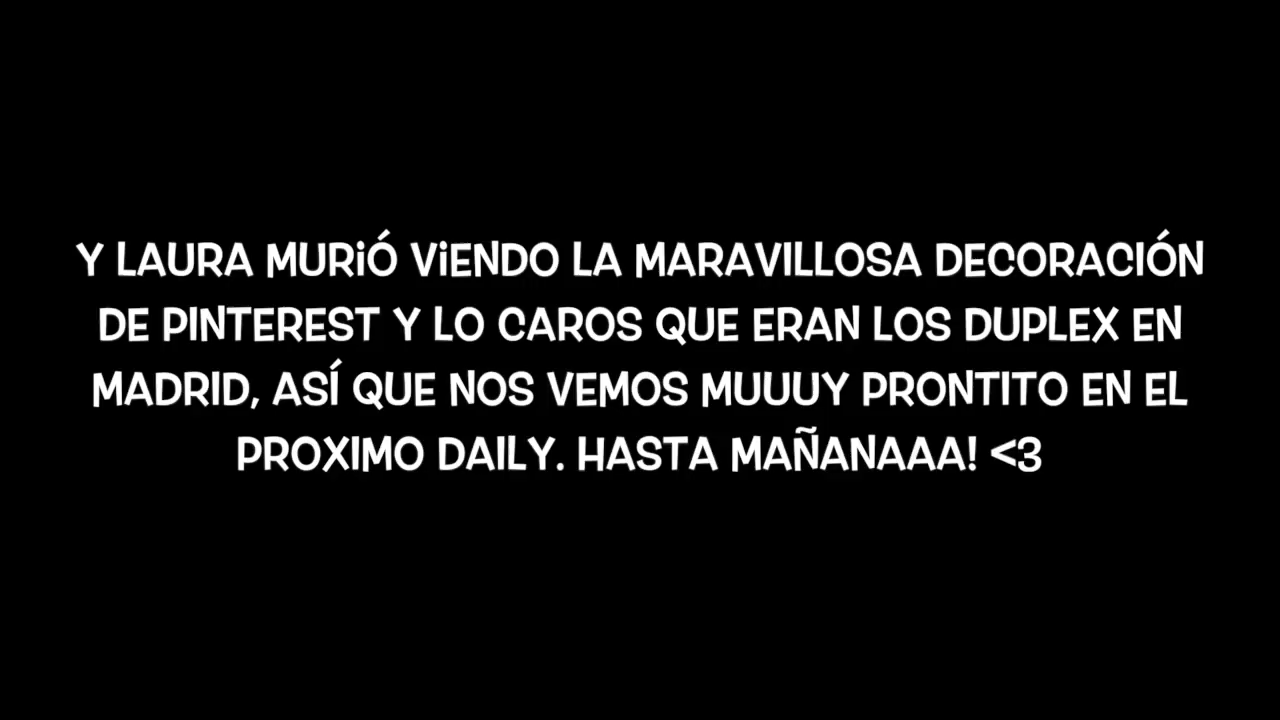 Y LAURA MURIÓ VIENDO LA MARAVILLOSA DECORACIÓN
DE PINTEREST Y LO CAROS QUE ERAN LOS DUPLEX EN
MADRID, ASÍ QUE NOS VEMOS MUUUY PRONTITO EN EL
PROXIMO DAILY. HASTA MAÑANAAA! <3